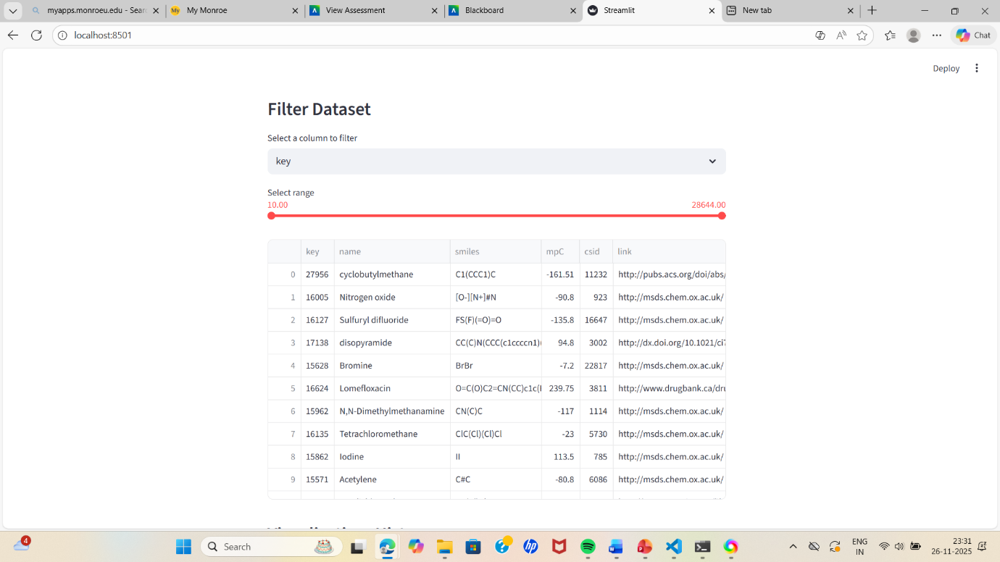 myapps.monroeu.edu - Searc
My Monroe
View Assessment
Blackboard
Streamlit
New tab
localhost:8501
Chat
Deploy
Filter Dataset
Select a column to filter
key
Select range
10.00 28644.00
key name smiles mpC csid link
0 27956 cyclobutylmethane C1(CCC1)C -161.51 11232 http://pubs.acs.org/doi/abs/
1 16005 Nitrogen oxide [O-][N+]#N -90.8 923 http://msds.chem.ox.ac.uk/
2 16127 Sulfuryl difluoride FS(F)(=O)=O -135.8 16647 http://msds.chem.ox.ac.uk/
3 17138 disopyramide CC(C)N(CCC(c1ccccn1)( 94.8 3002 http://dx.doi.org/10.1021/ci7
4 15628 Bromine BrBr -7.2 22817 http://msds.chem.ox.ac.uk/
5 16624 Lomefloxacin O=C(O)C2=CN(CC)c1c( 239.75 3811 http://www.drugbank.ca/dru
6 15962 N,N-Dimethylmethanamine CN(C)C -117 1114 http://msds.chem.ox.ac.uk/
7 16135 Tetrachloromethane ClC(Cl)(Cl)Cl -23 5730 http://msds.chem.ox.ac.uk/
8 15862 Iodine II 113.5 785 http://msds.chem.ox.ac.uk/
9 15571 Acetylene C#C -80.8 6086 http://msds.chem.ox.ac.uk/
4
Search
ENG
IN
23:31
26-11-2025